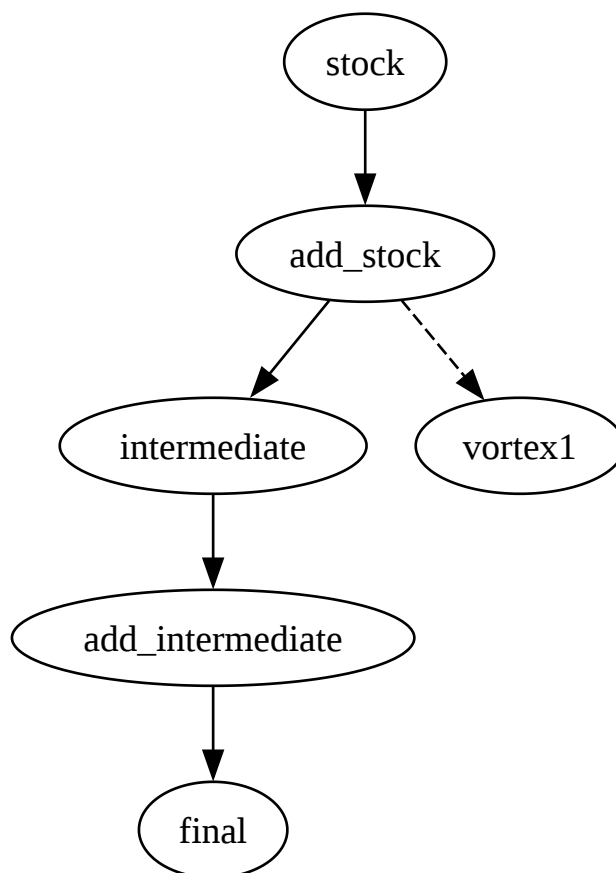 stock
add_stock
intermediate
vortex1
add_intermediate
final